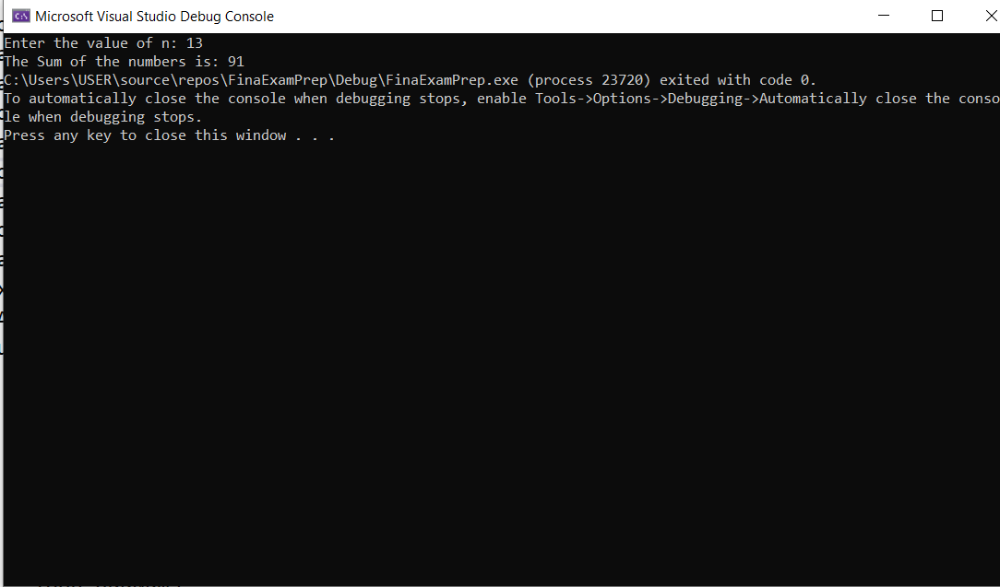 Microsoft Visual Studio Debug Console
Enter the value of n: 13
The Sum of the numbers is: 91
C:\Users\USER\source\repos\FinaExamPrep\Debug\FinaExamPrep.exe (process 23720) exited with code 0.
To automatically close the console when debugging stops, enable Tools->Options->Debugging->Automatically close the conso
le when debugging stops.
Press any key to close this window . . .